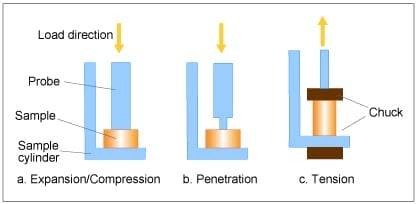 Load direction
Probe
Sample
Sample
cylinder
Chuck
a. Expansion/Compression
b. Penetration
c. Tension